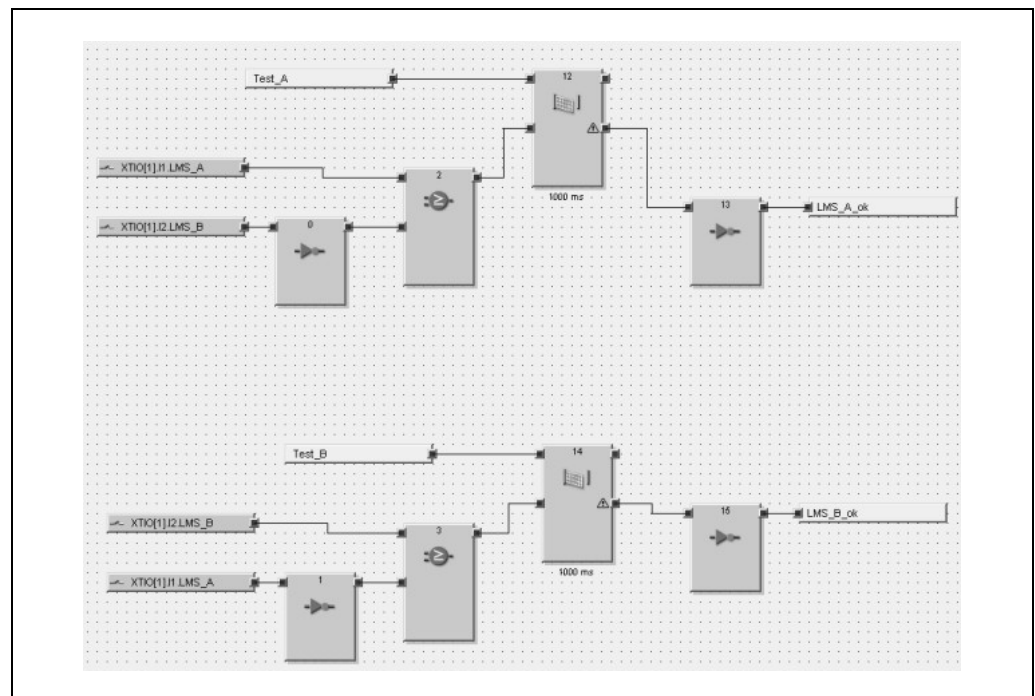 Test_A
12
XTIO[1].I1.LMS_A
2
1000 ms
XTIO[1].I2.LMS_B
0
13
LMS_A_ok
Test_B
14
XTIO[1].I2.LMS_B
3
15
LMS_B_ok
1000 ms
XTIO[1].I1.LMS_A
1